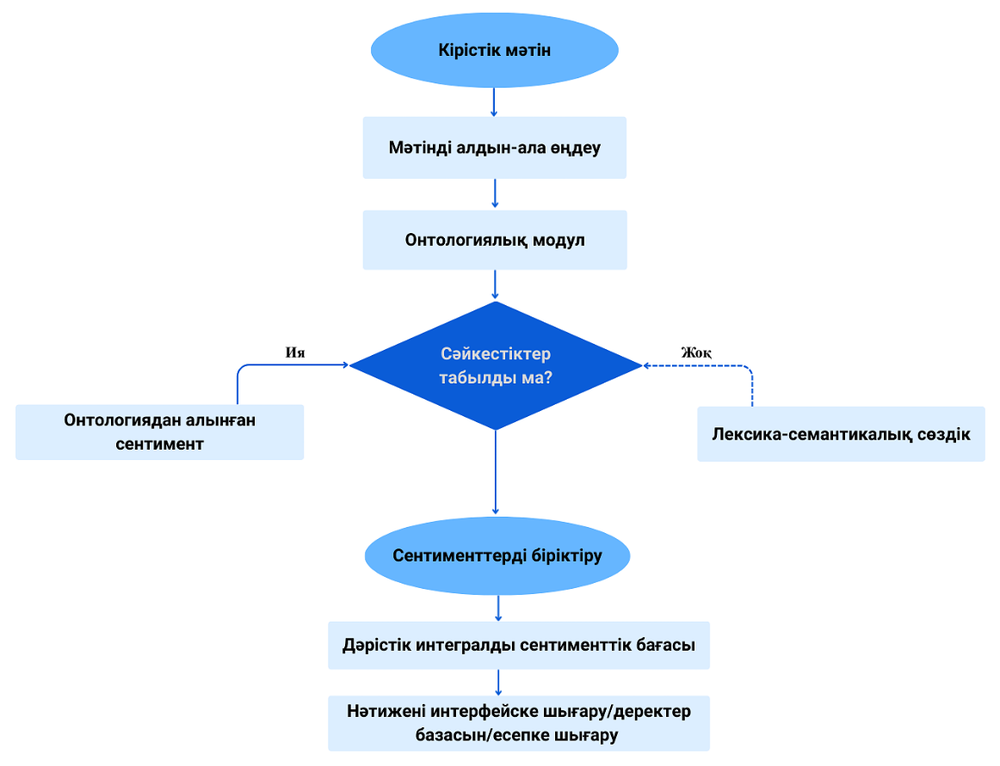 Кірістік мәтін
Мәтінді алдын-ала өңдеу
Онтологиялық модул
Ия
Сәйкестіктер
табылды ма?
Жоқ
Онтологиядан алынған
сентимент
Лексика-семантикалық сөздік
Сентименттерді біріктіру
Дәрістік интегралды сентименттік бағасы
Нәтижені интерфейске шығару/деректер
базасын/есепке шығару